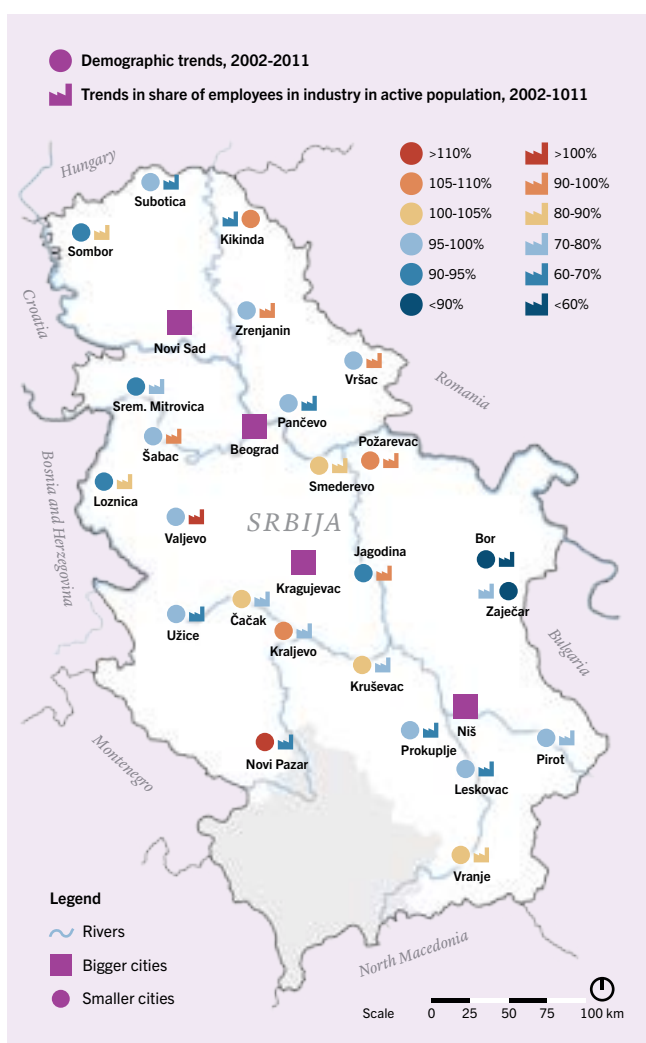 Demographic trends, 2002-2011
Trends in share of employees in industry in active population, 2002-1011
>110%
>100%
105-110%
90-100%
100-105%
80-90%
95-100%
70-80%
90-95%
60-70%
<90%
<60%
Hungary
Subotica
Kikinda
Sombor
Croatia
Zrenjanin
Novi Sad
Vršac
Romania
Srem. Mitrovica
Pančevo
Beograd
Šabac
Požarevac
Smederevo
Loznica
Bosnia and Herzegovina
SRBIJA
Valjevo
Bor
Jagodina
Kragujevac
Zaječar
Čačak
Užice
Kraljevo
Bulgaria
Kruševac
Niš
Prokuplje
Pirot
Novi Pazar
Montenegro
Leskovac
Vranje
North Macedonia
Legend
Rivers
Bigger cities
Smaller cities
Scale 0 25 50 75 100 km